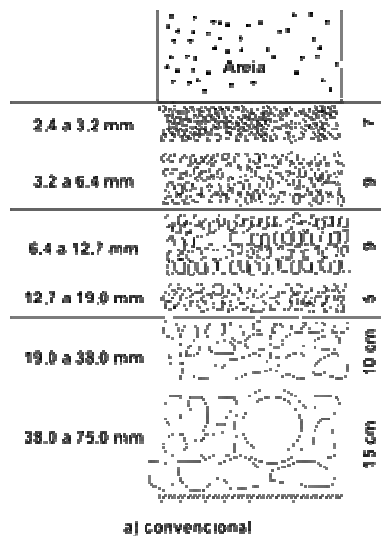 Areia
2,4 a 3,2 mm 7
3.2 a 6.4 mm
6.4 a 12.7 mm 9
12,7 a 19,0 mm 5
19.0 a 38.0 mm 10 cm
38.0 a 75.0 mm 15 cm
a) convencional